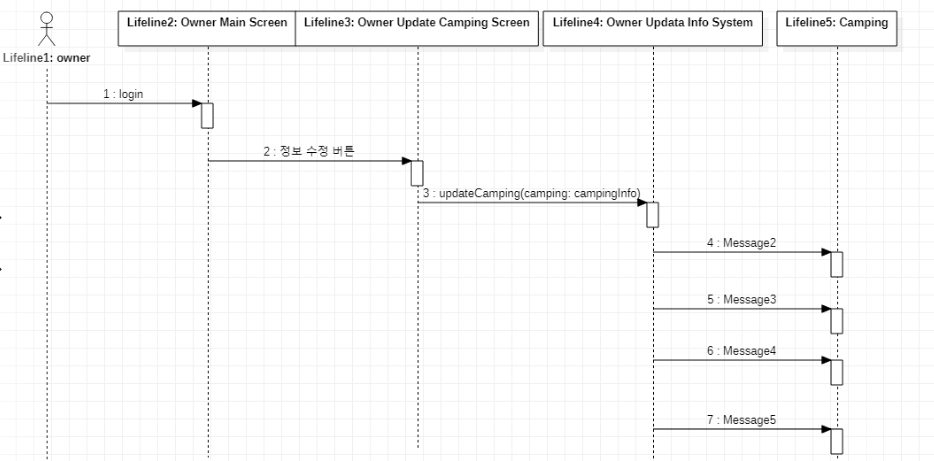 Lifeline2: Owner Main Screen
Lifeline3: Owner Update Camping Screen
Lifeline4: Owner Updata Info System
Lifeline5: Camping
Lifeline1: owner
1 : login
2 : 정보 수정 버튼
3 : updateCamping(camping: campingInfo)
4 : Message2
5 : Message3
6 : Message4
7 : Message5